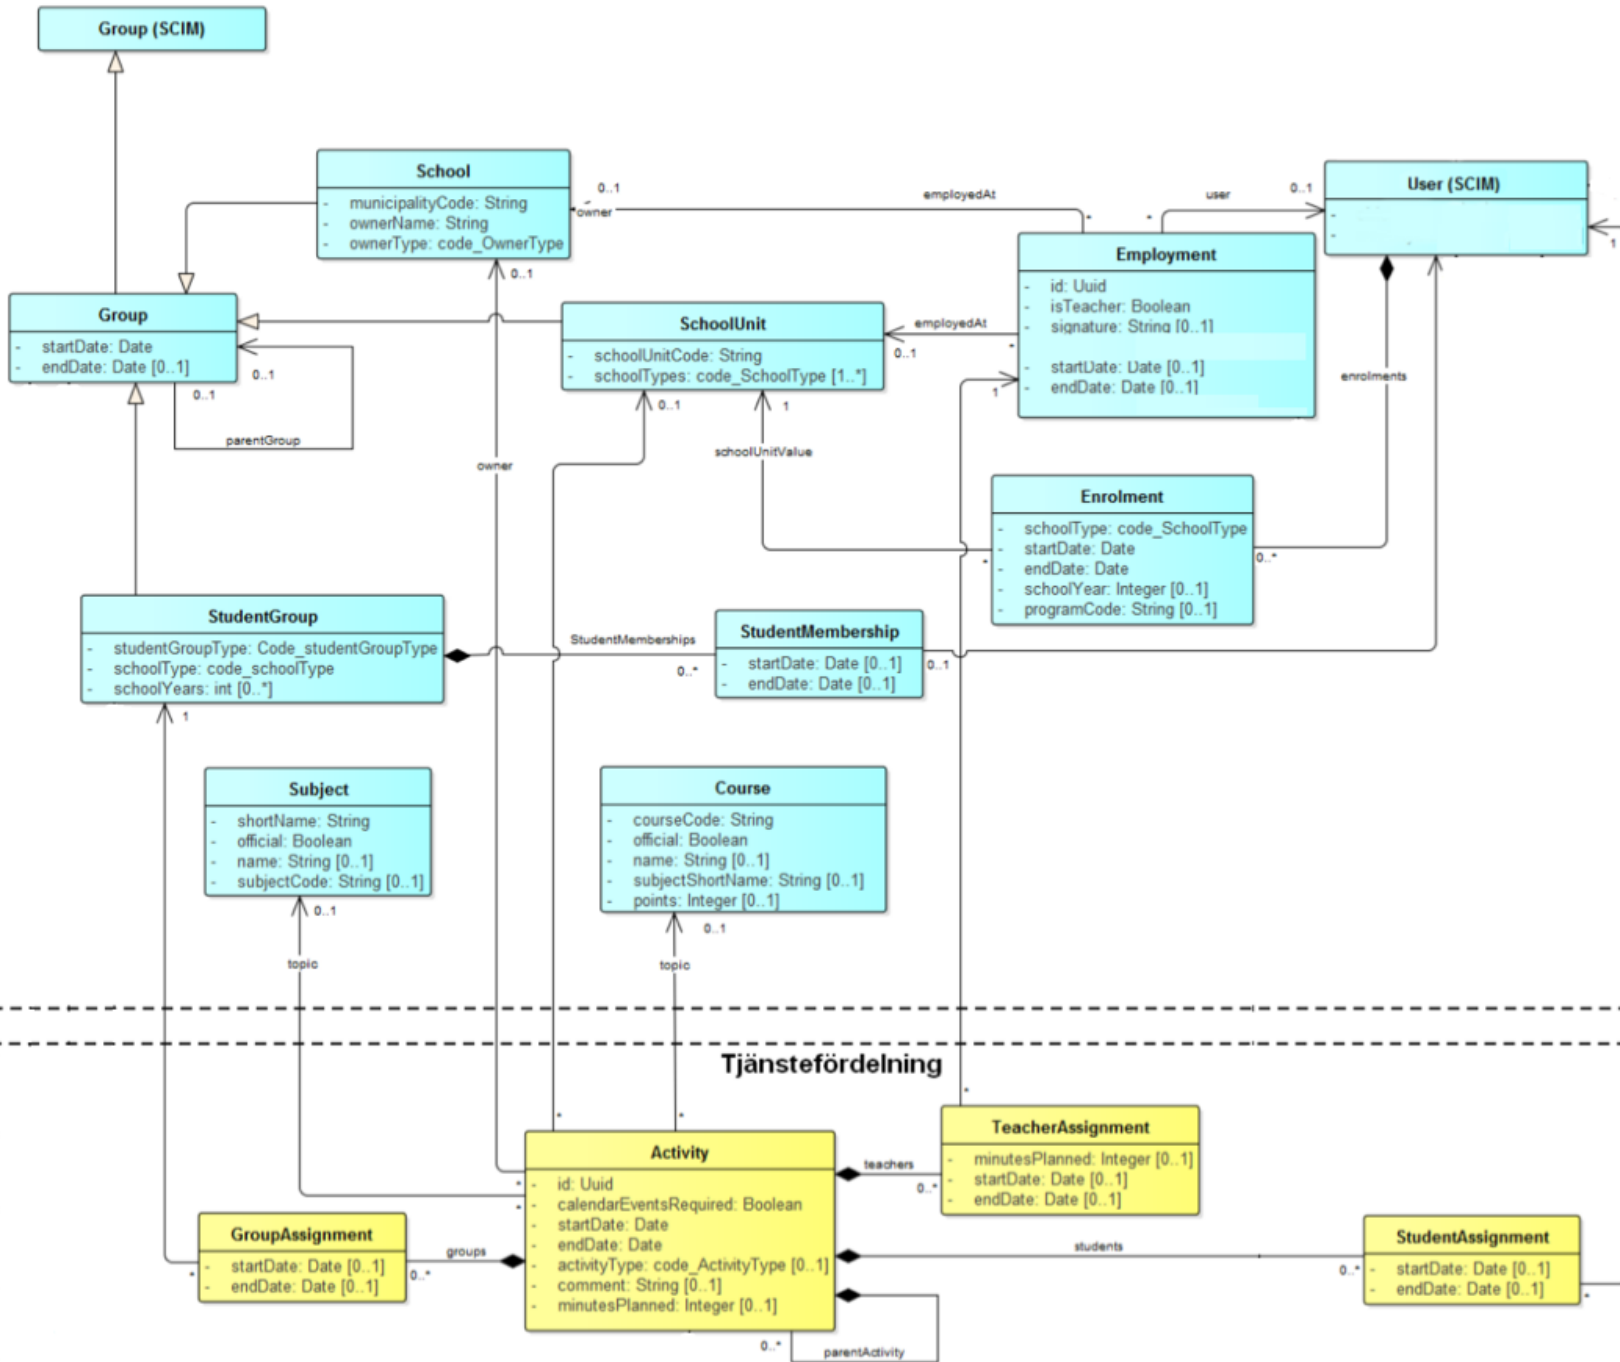 Group (SCIM)
School
- municipalityCode: String
- ownerName: String
- ownerType: code_OwnerType
0..1
owner
employedAt
*
user
*
0..1
User (SCIM)
-
-
1
Employment
- id: Uuid
- isTeacher: Boolean
- signature: String [0..1]
- startDate: Date [0..1]
- endDate: Date [0..1]
Group
- startDate: Date
- endDate: Date [0..1]
0..1
0..1
parentGroup
0..1
SchoolUnit
- schoolUnitCode: String
- schoolTypes: code_SchoolType [1..*]
employedAt
0..1
*
0..1
1
1
enrolments
owner
schoolUnitValue
Enrolment
- schoolType: code_SchoolType
- startDate: Date
- endDate: Date
- schoolYear: Integer [0..1]
- programCode: String [0..1]
*
0..*
StudentGroup
- studentGroupType: Code_studentGroupType
- schoolType: code_schoolType
- schoolYears: int [0..*]
StudentMemberships
0..*
StudentMembership
- startDate: Date [0..1]
- endDate: Date [0..1]
0..1
1
Subject
- shortName: String
- official: Boolean
- name: String [0..1]
- subjectCode: String [0..1]
0..1
topic
Course
- courseCode: String
- official: Boolean
- name: String [0..1]
- subjectShortName: String [0..1]
- points: Integer [0..1]
0..1
topic
Tjänstefördelning
*
*
*
Activity
- id: Uuid
- calendarEventsRequired: Boolean
- startDate: Date
- endDate: Date
- activityType: code_ActivityType [0..1]
- comment: String [0..1]
- minutesPlanned: Integer [0..1]
*
*
teachers
0..*
TeacherAssignment
- minutesPlanned: Integer [0..1]
- startDate: Date [0..1]
- endDate: Date [0..1]
GroupAssignment
- startDate: Date [0..1]
- endDate: Date [0..1]
*
groups
0..*
students
0..*
StudentAssignment
- startDate: Date [0..1]
- endDate: Date [0..1]
*
0..*
parentActivity